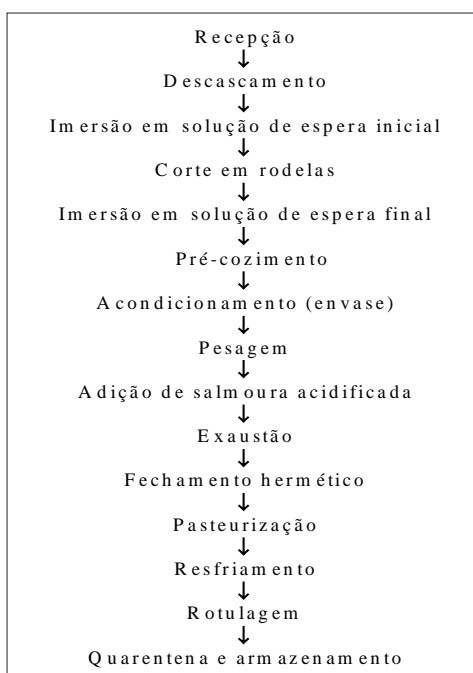 Recepção
↓
Descascamento
↓
Imersão em solução de espera inicial
↓
Corte em rodelas
↓
Imersão em solução de espera final
↓
Pré-cozimento
↓
Acondicionamento (envase)
↓
Pesagem
↓
Adição de salmoura acidificada
↓
Exaustão
↓
Fechamento hermético
↓
Pasteurização
↓
Resfriamento
↓
Rotulagem
↓
Quarentena e armazenamento